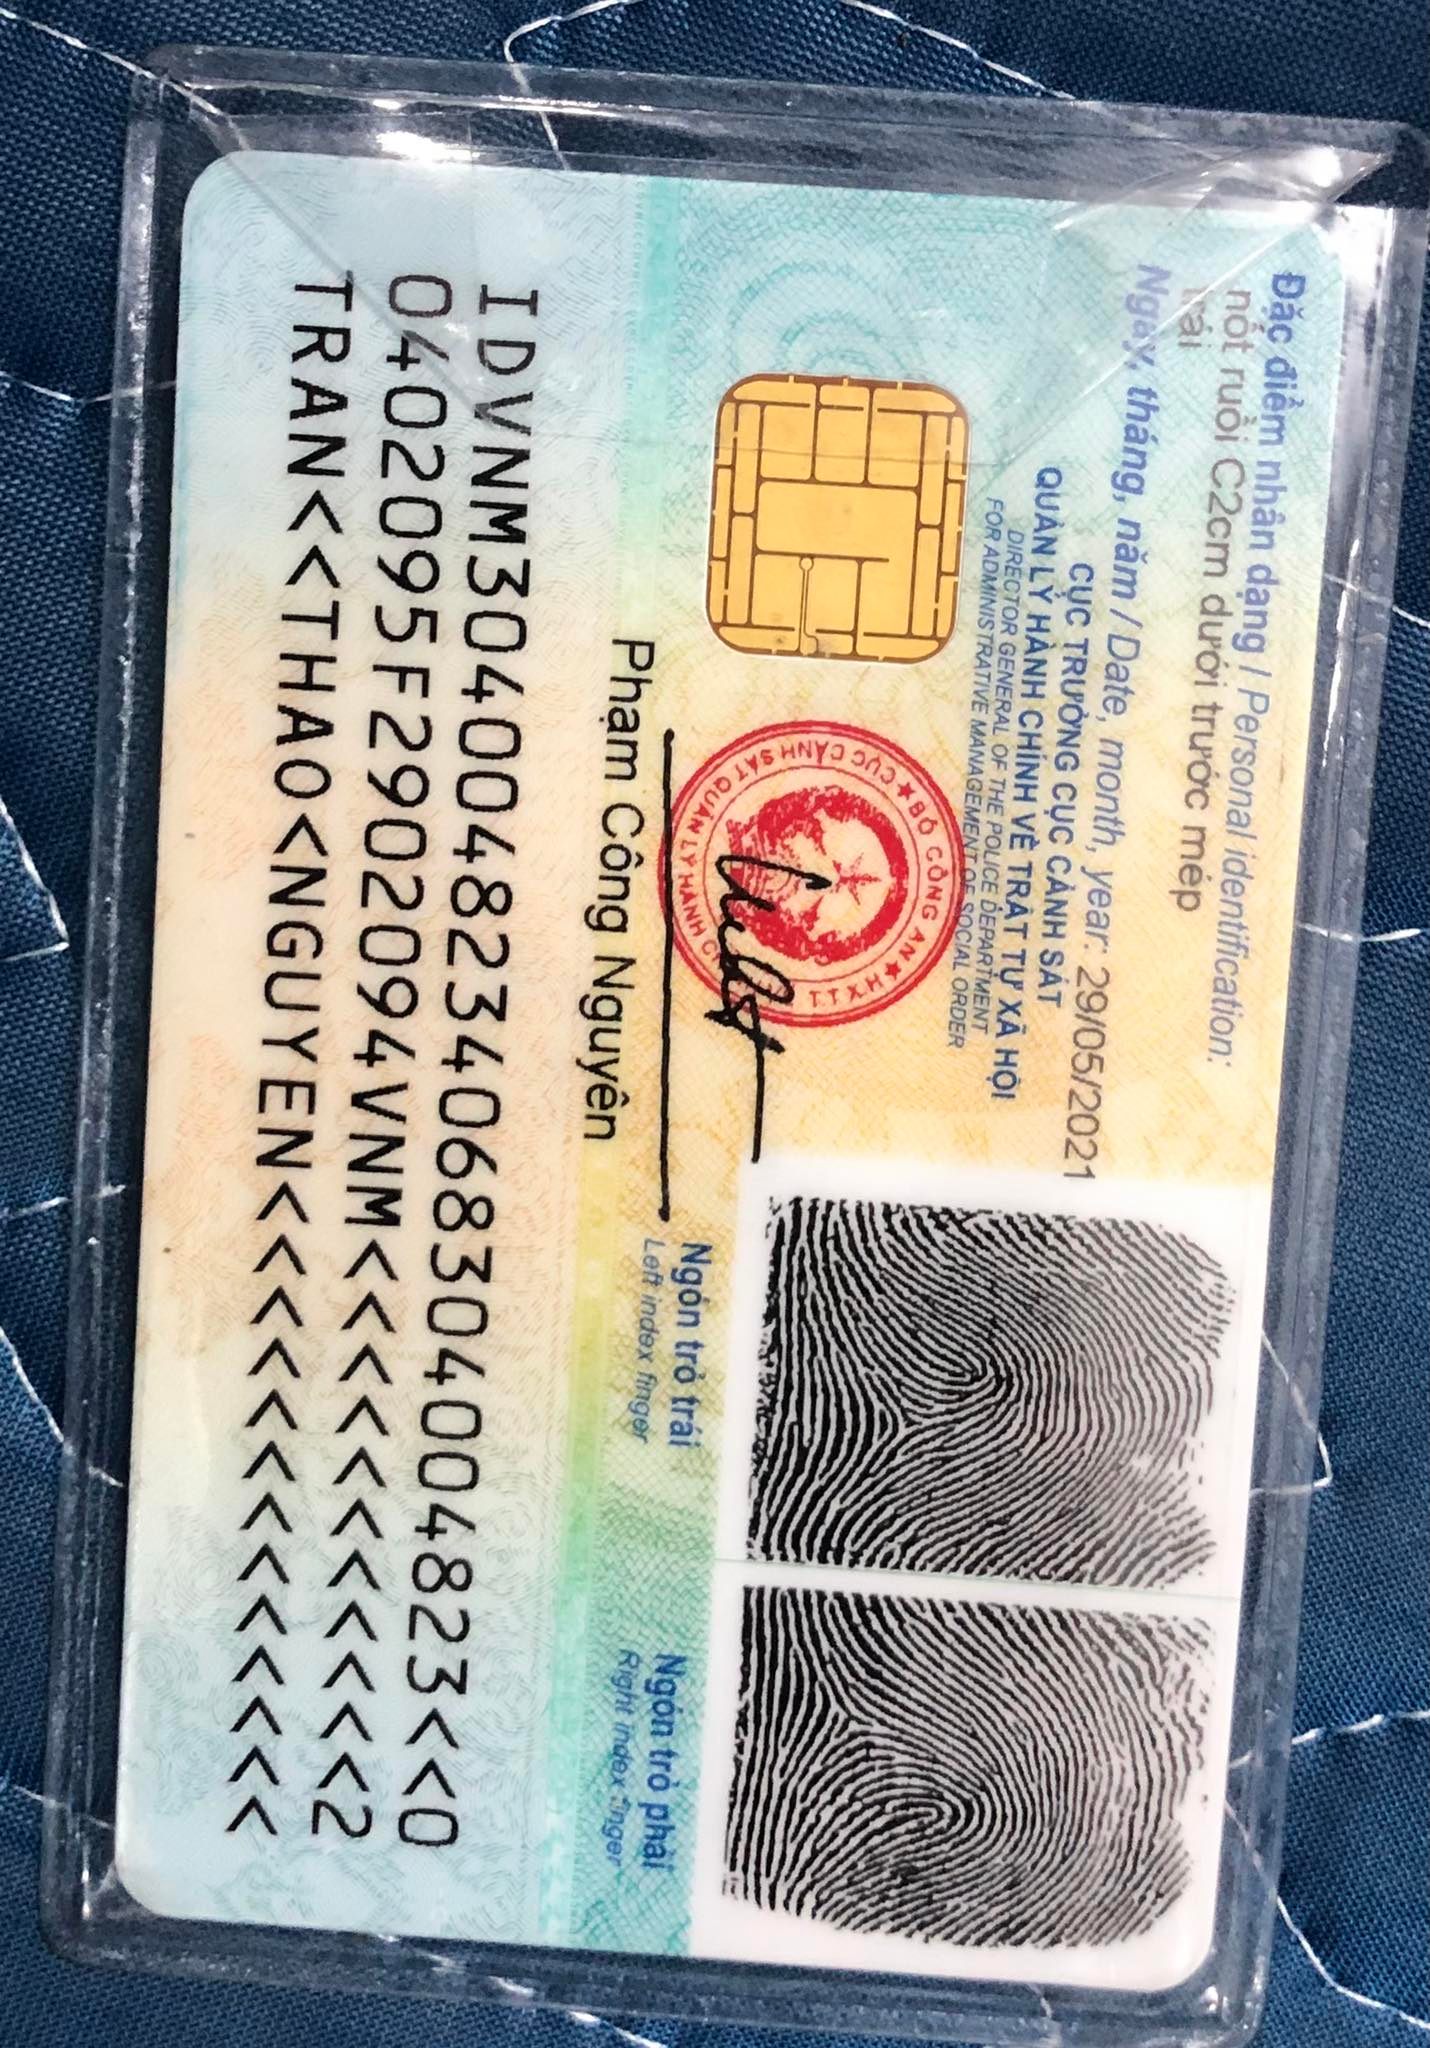 Đặc điểm nhân dạng / Personal identification:
nốt ruồi C2cm dưới trước mép
trái
Ngày, tháng, năm / Date, month, year: 29/05/2021
CỤC TRƯỞNG CỤC CẢNH SÁT
QUẢN LÝ HÀNH CHÍNH VỀ TRẬT TỰ XÃ HỘI
DIRECTOR GENERAL OF THE POLICE DEPARTMENT
FOR ADMINISTRATIVE MANAGEMENT OF SOCIAL ORDER
BỘ CÔNG AN
CỤC CẢNH SÁT QUẢN LÝ HÀNH TTXH
Phạm Công Nguyên
Ngón trỏ trái
Left index finger
Ngón trỏ phải
Right index finger
IDVNM3040048234068304004823<<0
0402095F2902094VNM<<<<<<<<<<<2
TRAN<<THAO<NGUYEN<<<<<<<<<<<<<